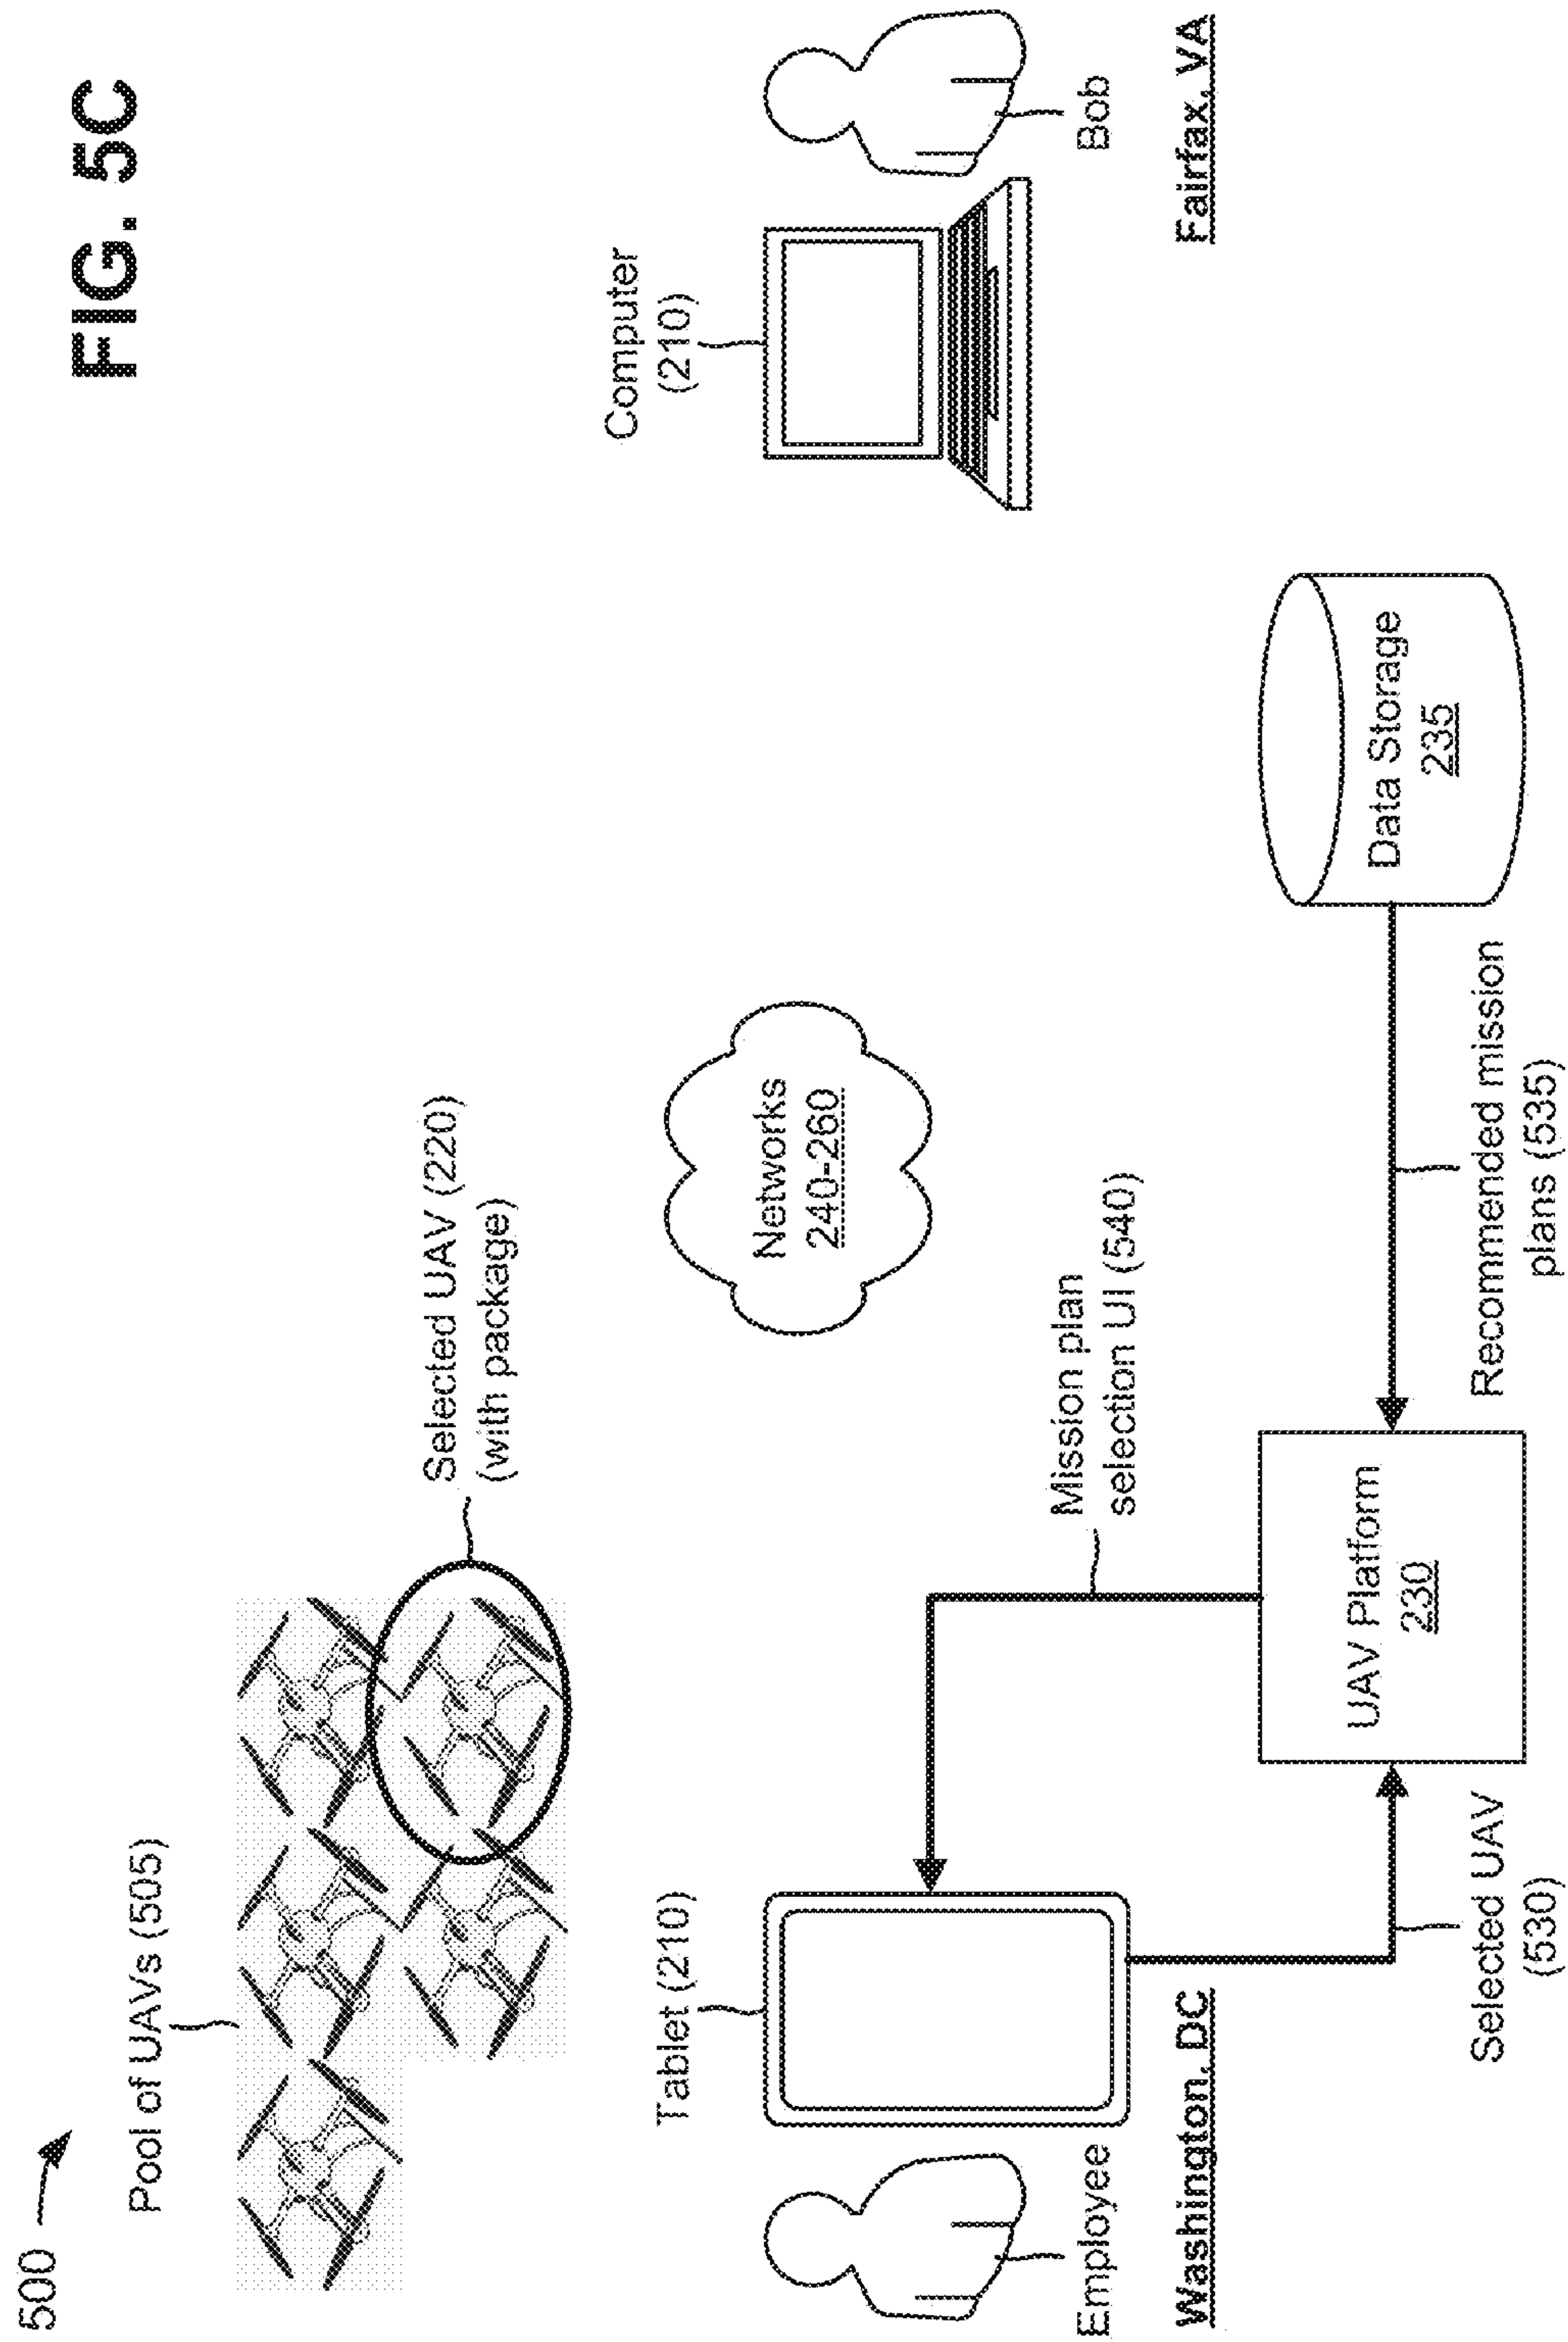 FIG. 5C
500
Pool of UAVs (505)
Selected UAV (220)
(with package)
Tablet (210)
Networks
240-260
Computer
(210)
Employee
Bob
Mission plan
selection UI (540)
Washington, DC
Fairfax, VA
UAV Platform
230
Data Storage
235
Selected UAV
(530)
Recommended mission
plans (535)